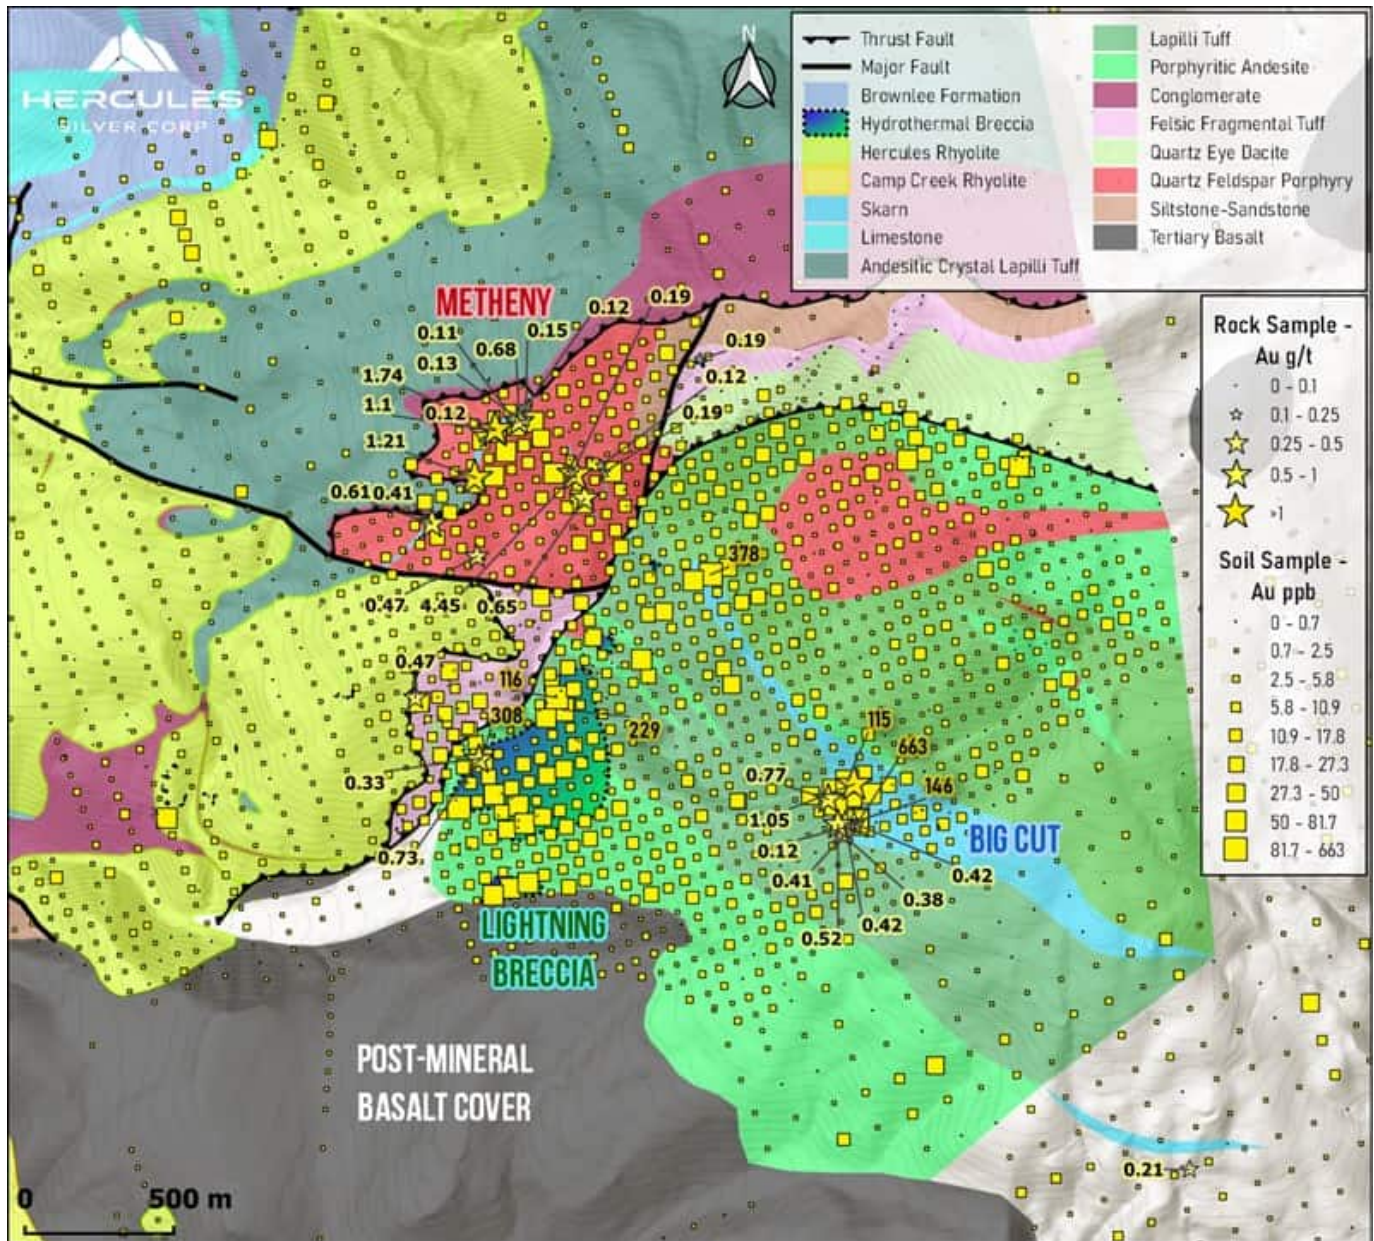 HERCULES
SILVER CORP
N
Thrust Fault
Major Fault
Brownlee Formation
Hydrothermal Breccia
Hercules Rhyolite
Camp Creek Rhyolite
Skarn
Limestone
Andesitic Crystal Lapilli Tuff
Lapilli Tuff
Porphyritic Andesite
Conglomerate
Felsic Fragmental Tuff
Quartz Eye Dacite
Quartz Feldspar Porphyry
Siltstone-Sandstone
Tertiary Basalt
Rock Sample -
Au g/t
0 - 0.1
0.1 - 0.25
0.25 - 0.5
0.5 - 1
>1
Soil Sample -
Au ppb
0 - 0.7
0.7 - 2.5
2.5 - 5.8
5.8 - 10.9
10.9 - 17.8
17.8 - 27.3
27.3 - 50
50 - 81.7
81.7 - 663
METHENY
0.12
0.19
0.11
0.15
0.68
0.13
0.19
1.74
0.12
1.1
0.12
0.19
1.21
0.61
0.41
378
0.47
4.45
0.65
0.47
116
308
229
115
663
0.33
0.77
146
1.05
BIG CUT
0.12
0.73
0.41
0.42
0.38
0.42
0.52
LIGHTNING
BRECCIA
POST-MINERAL
BASALT COVER
0.21
0
500 m